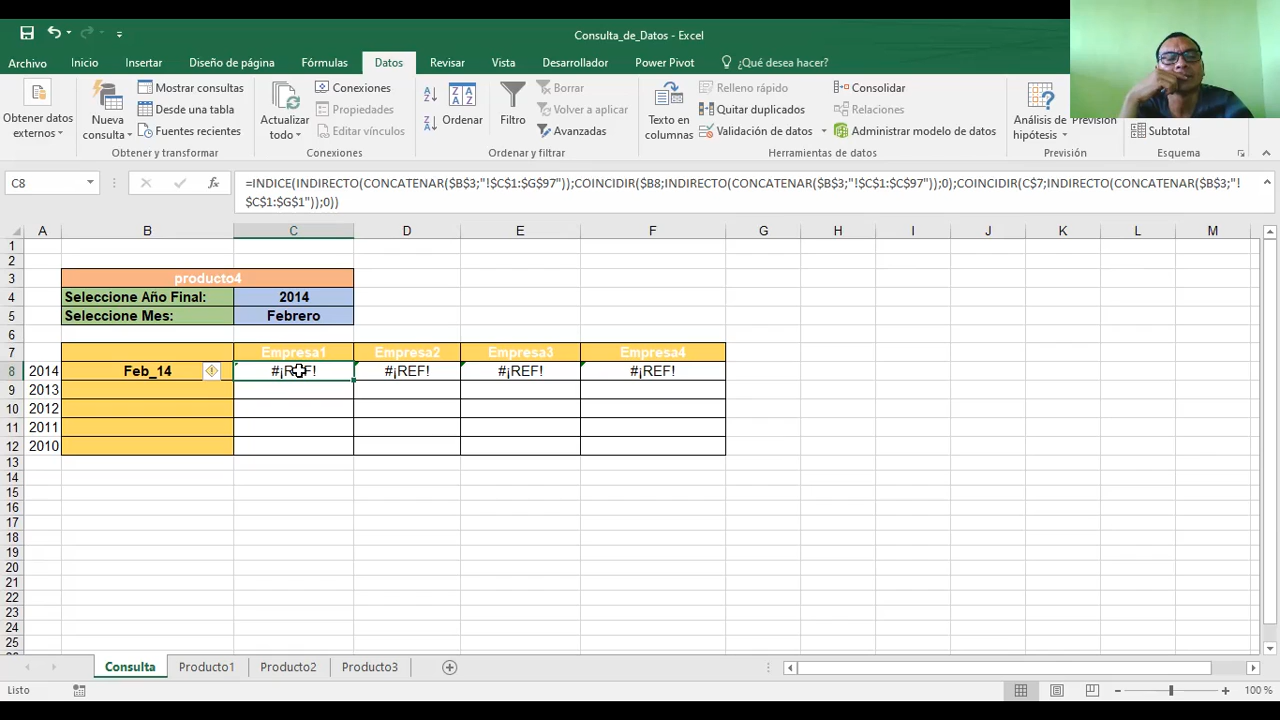 Consulta_de_Datos - Excel
Archivo Inicio Insertar Diseño de página Fórmulas Datos Revisar Vista Desarrollador Power Pivot ¿Qué desea hacer?
Obtener datos externos
Nueva consulta
Mostrar consultas
Desde una tabla
Fuentes recientes
Obtener y transformar
Actualizar todo
Conexiones
Propiedades
Editar vínculos
Conexiones
Ordenar
Filtro
Borrar
Volver a aplicar
Avanzadas
Ordenar y filtrar
Texto en columnas
Relleno rápido
Quitar duplicados
Validación de datos
Consolidar
Relaciones
Administrar modelo de datos
Herramientas de datos
Análisis de hipótesis
Previsión
Previsión
Subtotal
Esquema
C8
=INDICE(INDIRECTO(CONCATENAR($B$3;"!$C$1:$G$97"));COINCIDIR($B8;INDIRECTO(CONCATENAR($B$3;"!$C$1:$C$97"));0);COINCIDIR(C$7;INDIRECTO(CONCATENAR($B$3;"!
$C$1:$G$1"));0))
A B C D E F G H I J K L M
1
2
3 producto4
4 Seleccione Año Final: 2014
5 Seleccione Mes: Febrero
6
7 Empresa1 Empresa2 Empresa3 Empresa4
8 2014 Feb_14 #¡REF! #¡REF! #¡REF! #¡REF!
9 2013
10 2012
11 2011
12 2010
13
14
15
16
17
18
19
20
21
22
23
24
25
Consulta Producto1 Producto2 Producto3
Listo
100 %